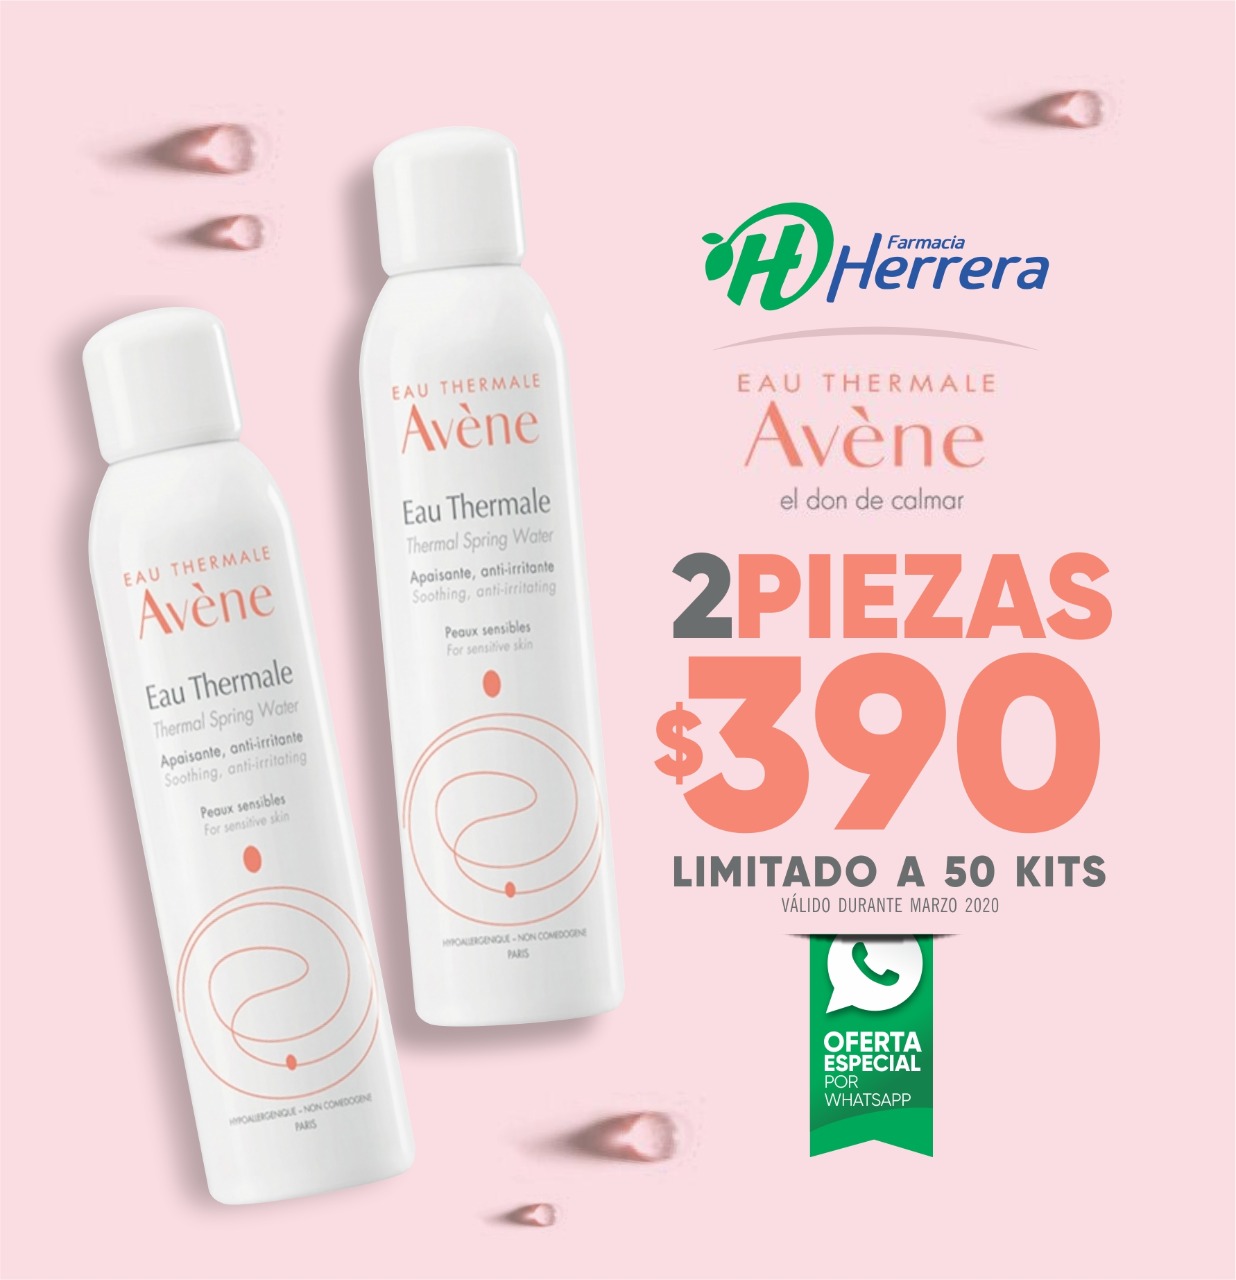 EAU THERMALE
Avène
Eau Thermale
Thermal Spring Water
Apaisante, anti-irritante
Soothing, anti-irritating
Peaux sensibles
For sensitive skin
HYPOALLERGENIQUE - NON COMEDOGENE
PARIS
EAU THERMALE
Avène
Eau Thermale
Thermal Spring Water
Apaisante, anti-irritante
Soothing, anti-irritating
Peaux sensibles
For sensitive skin
HYPOALLERGENIQUE - NON COMEDOGENE
PARIS
H
Farmacia
Herrera
EAU THERMALE
Avène
el don de calmar
2PIEZAS
$390
LIMITADO A 50 KITS
VÁLIDO DURANTE MARZO 2020
OFERTA
ESPECIAL
POR
WHATSAPP